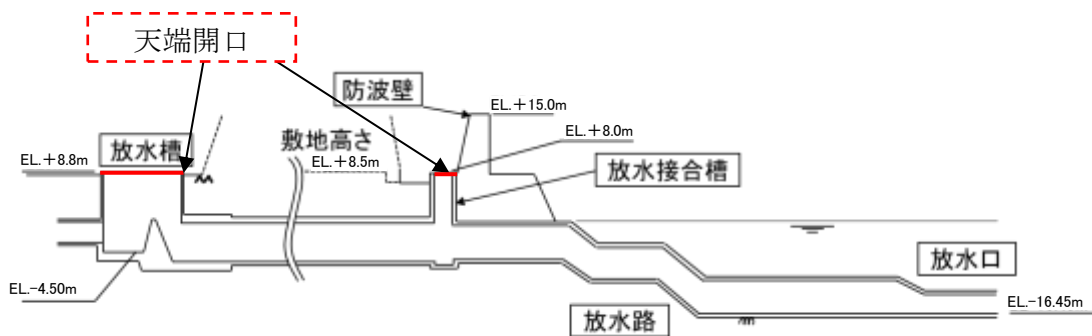 天端開口
防波壁
EL.+15.0m
EL.+8.0m
敷地高さ
放水槽
EL.+8.8m
EL.+8.5m
放水接合槽
放水口
EL.-4.50m
EL.-16.45m
放水路